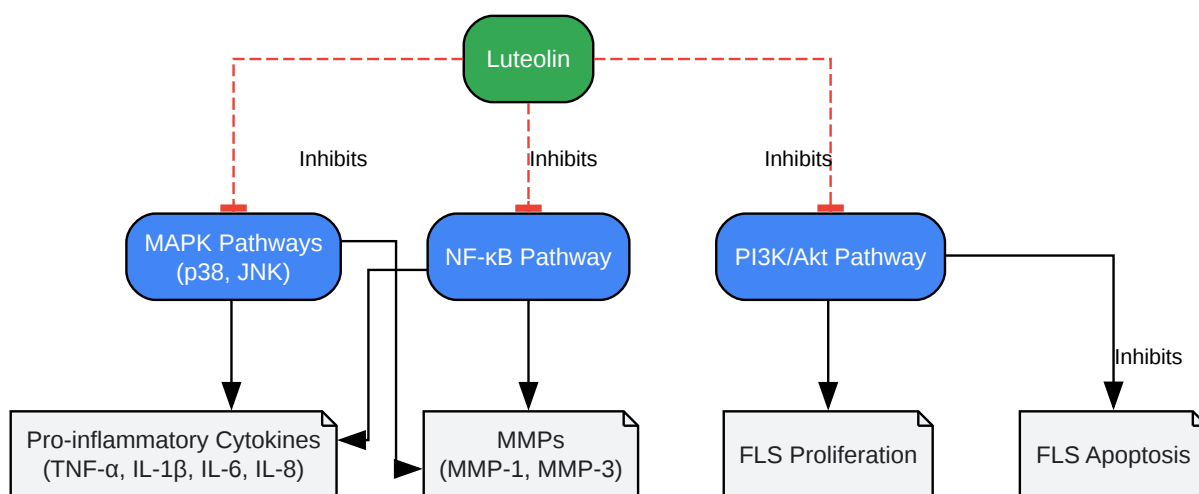 Luteolin
Inhibits
Inhibits
Inhibits
MAPK Pathways
(p38, JNK)
NF-κB Pathway
PI3K/Akt Pathway
Inhibits
Pro-inflammatory Cytokines
(TNF-α, IL-1β, IL-6, IL-8)
MMPs
(MMP-1, MMP-3)
FLS Proliferation
FLS Apoptosis